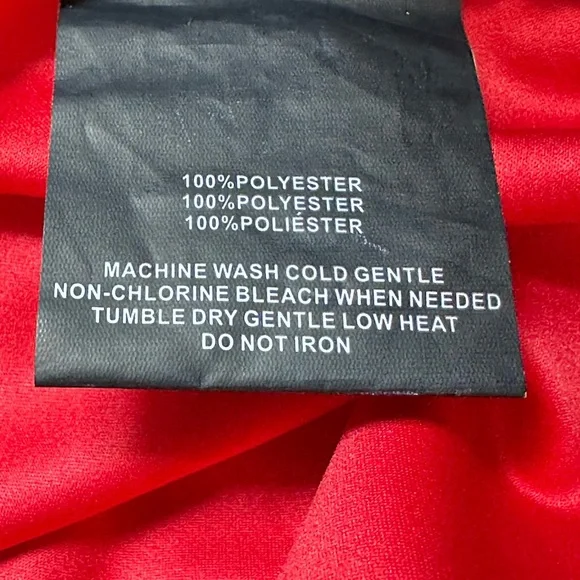 100%POLYESTER
100%POLYESTER
100%POLIÉSTER
MACHINE WASH COLD GENTLE
NON-CHLORINE BLEACH WHEN NEEDED
TUMBLE DRY GENTLE LOW HEAT
DO NOT IRON